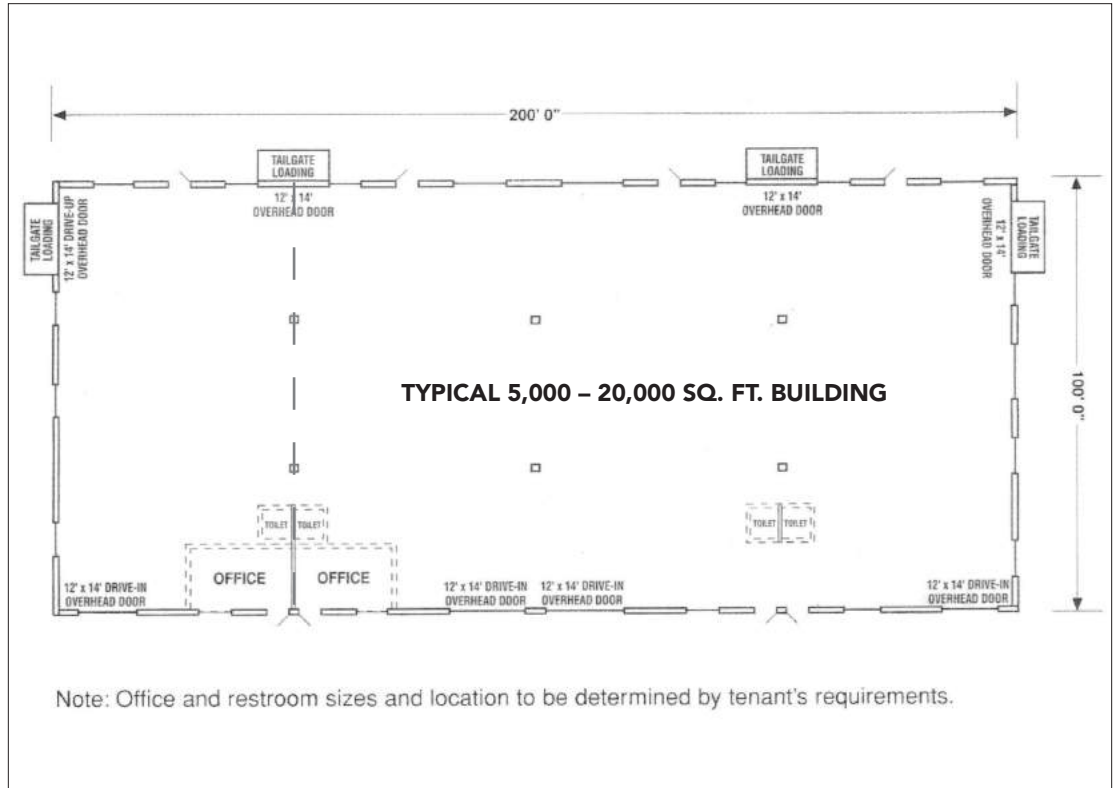 200' 0"
TAILGATE
LOADING
12' x 14'
OVERHEAD DOOR
TAILGATE
LOADING
12' x 14'
OVERHEAD DOOR
TAILGATE
LOADING
12' x 14' DRIVE-UP
OVERHEAD DOOR
12' x 14'
OVERHEAD DOOR
TAILGATE
LOADING
100' 0"
TYPICAL 5,000 – 20,000 SQ. FT. BUILDING
TOILET TOILET
TOILET TOILET
OFFICE OFFICE
12' x 14' DRIVE-IN
OVERHEAD DOOR
12' x 14' DRIVE-IN
OVERHEAD DOOR
12' x 14' DRIVE-IN
OVERHEAD DOOR
12' x 14' DRIVE-IN
OVERHEAD DOOR
Note: Office and restroom sizes and location to be determined by tenant's requirements.